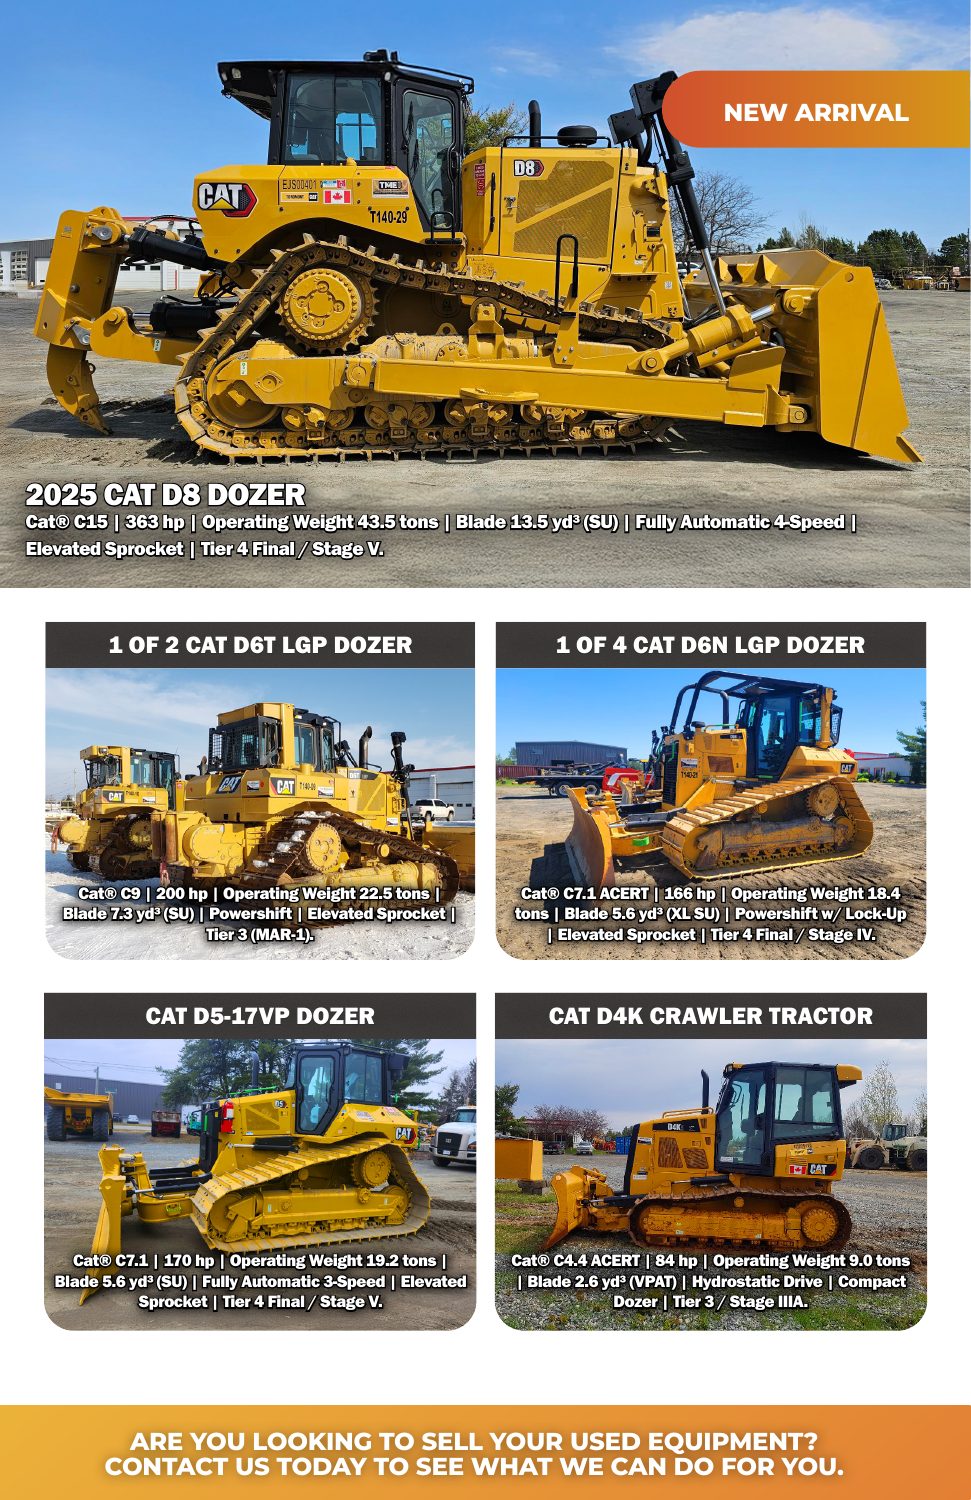 NEW ARRIVAL
D8
CAT
EJS00401
T140-29
2025 CAT D8 DOZER
Cat® C15 | 363 hp | Operating Weight 43.5 tons | Blade 13.5 yd³ (SU) | Fully Automatic 4-Speed |
Elevated Sprocket | Tier 4 Final / Stage V.
1 OF 2 CAT D6T LGP DOZER
CAT
CAT
CAT
Cat® C9 | 200 hp | Operating Weight 22.5 tons |
Blade 7.3 yd³ (SU) | Powershift | Elevated Sprocket |
Tier 3 (MAR-1).
1 OF 4 CAT D6N LGP DOZER
T140-21
CAT
Cat® C7.1 ACERT | 166 hp | Operating Weight 18.4
tons | Blade 5.6 yd³ (XL SU) | Powershift w/ Lock-Up
| Elevated Sprocket | Tier 4 Final / Stage IV.
CAT D5-17VP DOZER
D5
CAT
Cat® C7.1 | 170 hp | Operating Weight 19.2 tons |
Blade 5.6 yd³ (SU) | Fully Automatic 3-Speed | Elevated
Sprocket | Tier 4 Final / Stage V.
CAT D4K CRAWLER TRACTOR
D4K
CAT
Cat® C4.4 ACERT | 84 hp | Operating Weight 9.0 tons
| Blade 2.6 yd³ (VPAT) | Hydrostatic Drive | Compact
Dozer | Tier 3 / Stage IIIA.
ARE YOU LOOKING TO SELL YOUR USED EQUIPMENT?
CONTACT US TODAY TO SEE WHAT WE CAN DO FOR YOU.